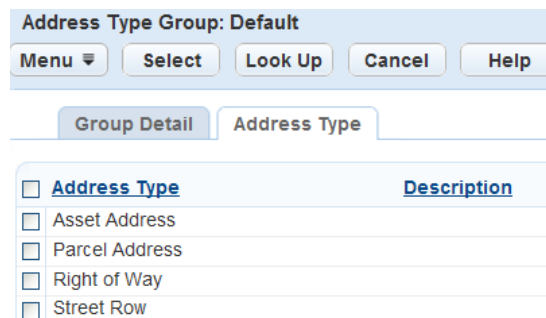 Address Type Group: Default
Menu Select Look Up Cancel Help
Group Detail Address Type
Address Type Description
Asset Address
Parcel Address
Right of Way
Street Row